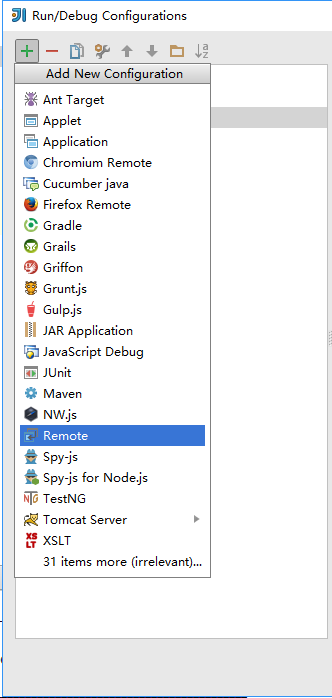 Run/Debug Configurations
Add New Configuration
Ant Target
Applet
Application
Chromium Remote
Cucumber java
Firefox Remote
Gradle
Grails
Griffon
Grunt.js
Gulp.js
JAR Application
JavaScript Debug
JUnit
Maven
NW.js
Remote
Spy-js
Spy-js for Node.js
TestNG
Tomcat Server
XSLT
31 items more (irrelevant)...